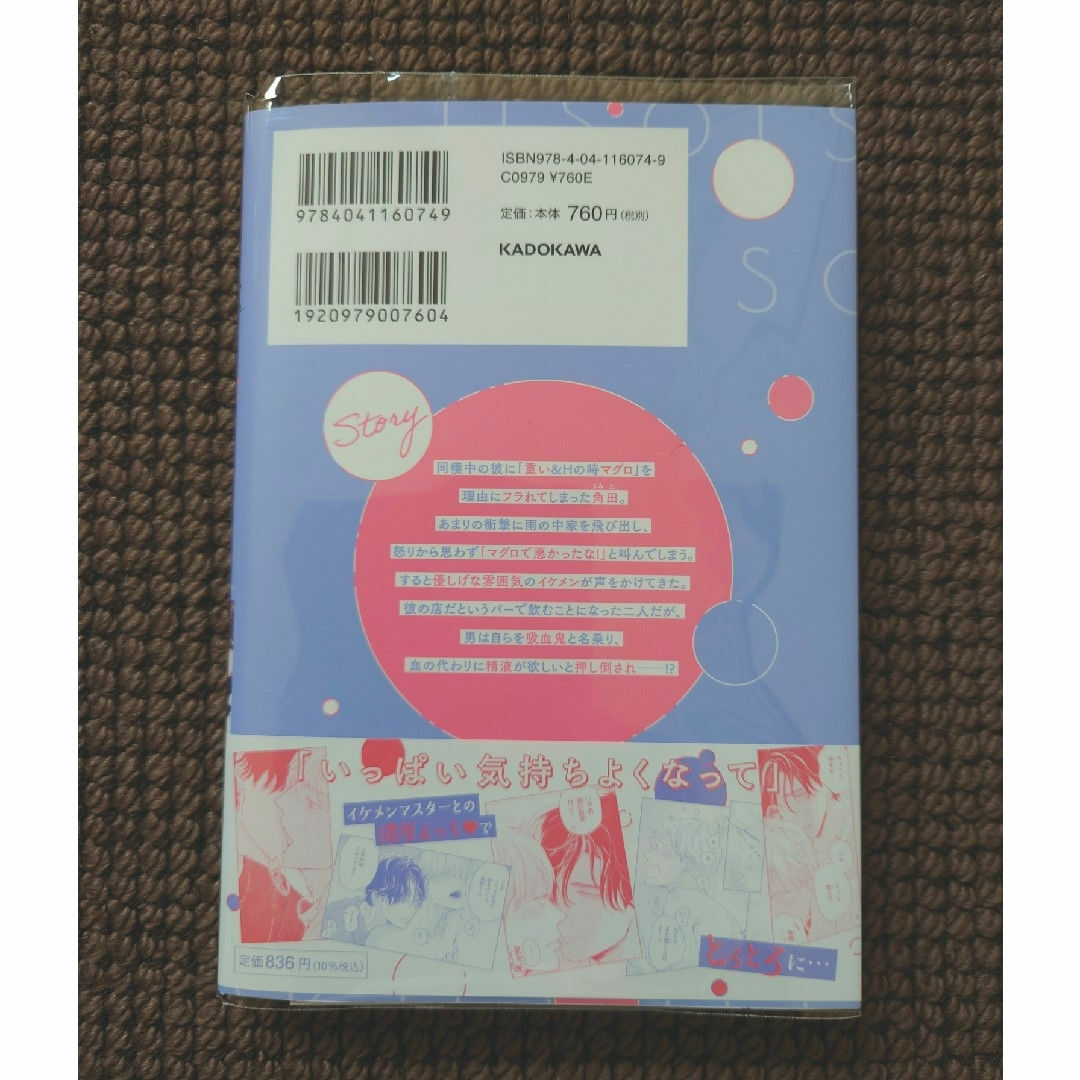 ISBN978-4-04-116074-9
C0979 ¥760E
9784041160749
定価：本体 760円（税別）
KADOKAWA
1920979007604
Story
同棲中の彼に「重い&Hの時マグロ」を
理由にフラれてしまった角田。
あまりの衝撃に雨の中家を飛び出し、
怒りから思わず「マグロで悪かったな!」と叫んでしまう。
すると優しげな雰囲気のイケメンが声をかけてきた。
彼の店だというバーで飲むことになった二人だが、
男は自らを吸血鬼と名乗り、
血の代わりに精液が欲しいと押し倒され──!?
「いっぱい気持ちよくなって」
イケメンマスターとの
濃厚えっち♥で
とろとろに…
定価836円（10%税込）